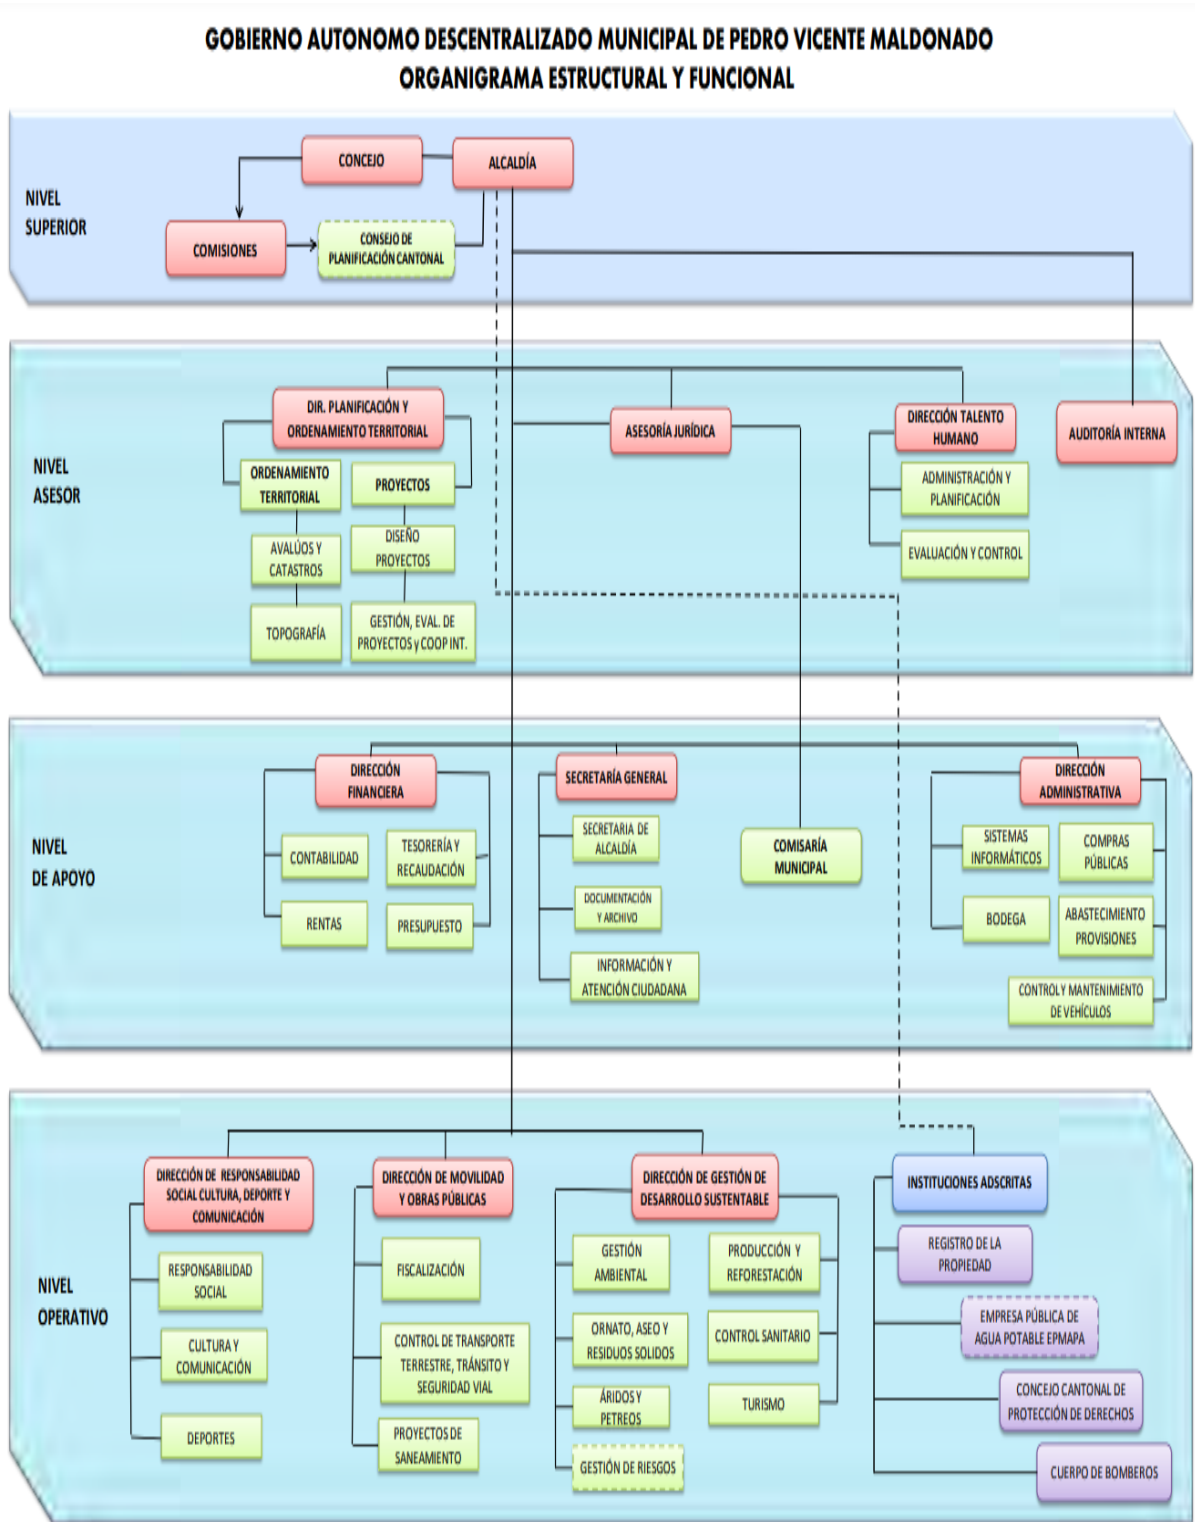 GOBIERNO AUTONOMO DESCENTRALIZADO MUNICIPAL DE PEDRO VICENTE MALDONADO
ORGANIGRAMA ESTRUCTURAL Y FUNCIONAL
NIVEL
SUPERIOR
CONCEJO
ALCALDÍA
COMISIONES
CONSEJO DE
PLANIFICACIÓN CANTONAL
NIVEL
ASESOR
DIR. PLANIFICACIÓN Y
ORDENAMIENTO TERRITORIAL
ORDENAMIENTO
TERRITORIAL
AVALÚOS Y
CATASTROS
TOPOGRAFÍA
PROYECTOS
DISEÑO
PROYECTOS
GESTIÓN, EVAL. DE
PROYECTOS y COOP INT.
ASESORÍA JURÍDICA
DIRECCIÓN TALENTO
HUMANO
ADMINISTRACIÓN Y
PLANIFICACIÓN
EVALUACIÓN Y CONTROL
AUDITORÍA INTERNA
NIVEL
DE APOYO
DIRECCIÓN
FINANCIERA
CONTABILIDAD
RENTAS
TESORERÍA Y
RECAUDACIÓN
PRESUPUESTO
SECRETARÍA GENERAL
SECRETARIA DE
ALCALDÍA
DOCUMENTACIÓN
Y ARCHIVO
INFORMACIÓN Y
ATENCIÓN CIUDADANA
COMISARÍA
MUNICIPAL
DIRECCIÓN
ADMINISTRATIVA
SISTEMAS
INFORMÁTICOS
BODEGA
COMPRAS
PÚBLICAS
ABASTECIMIENTO
PROVISIONES
CONTROL Y MANTENIMIENTO
DE VEHÍCULOS
NIVEL
OPERATIVO
DIRECCIÓN DE RESPONSABILIDAD
SOCIAL CULTURA, DEPORTE Y
COMUNICACIÓN
RESPONSABILIDAD
SOCIAL
CULTURA Y
COMUNICACIÓN
DEPORTES
DIRECCIÓN DE MOVILIDAD
Y OBRAS PÚBLICAS
FISCALIZACIÓN
CONTROL DE TRANSPORTE
TERRESTRE, TRÁNSITO Y
SEGURIDAD VIAL
PROYECTOS DE
SANEAMIENTO
DIRECCIÓN DE GESTIÓN DE
DESARROLLO SUSTENTABLE
GESTIÓN
AMBIENTAL
ORNATO, ASEO Y
RESIDUOS SOLIDOS
ÁRIDOS Y
PETREOS
GESTIÓN DE RIESGOS
PRODUCCIÓN Y
REFORESTACIÓN
CONTROL SANITARIO
TURISMO
INSTITUCIONES ADSCRITAS
REGISTRO DE LA
PROPIEDAD
EMPRESA PÚBLICA DE
AGUA POTABLE EPMAPA
CONCEJO CANTONAL DE
PROTECCIÓN DE DERECHOS
CUERPO DE BOMBEROS